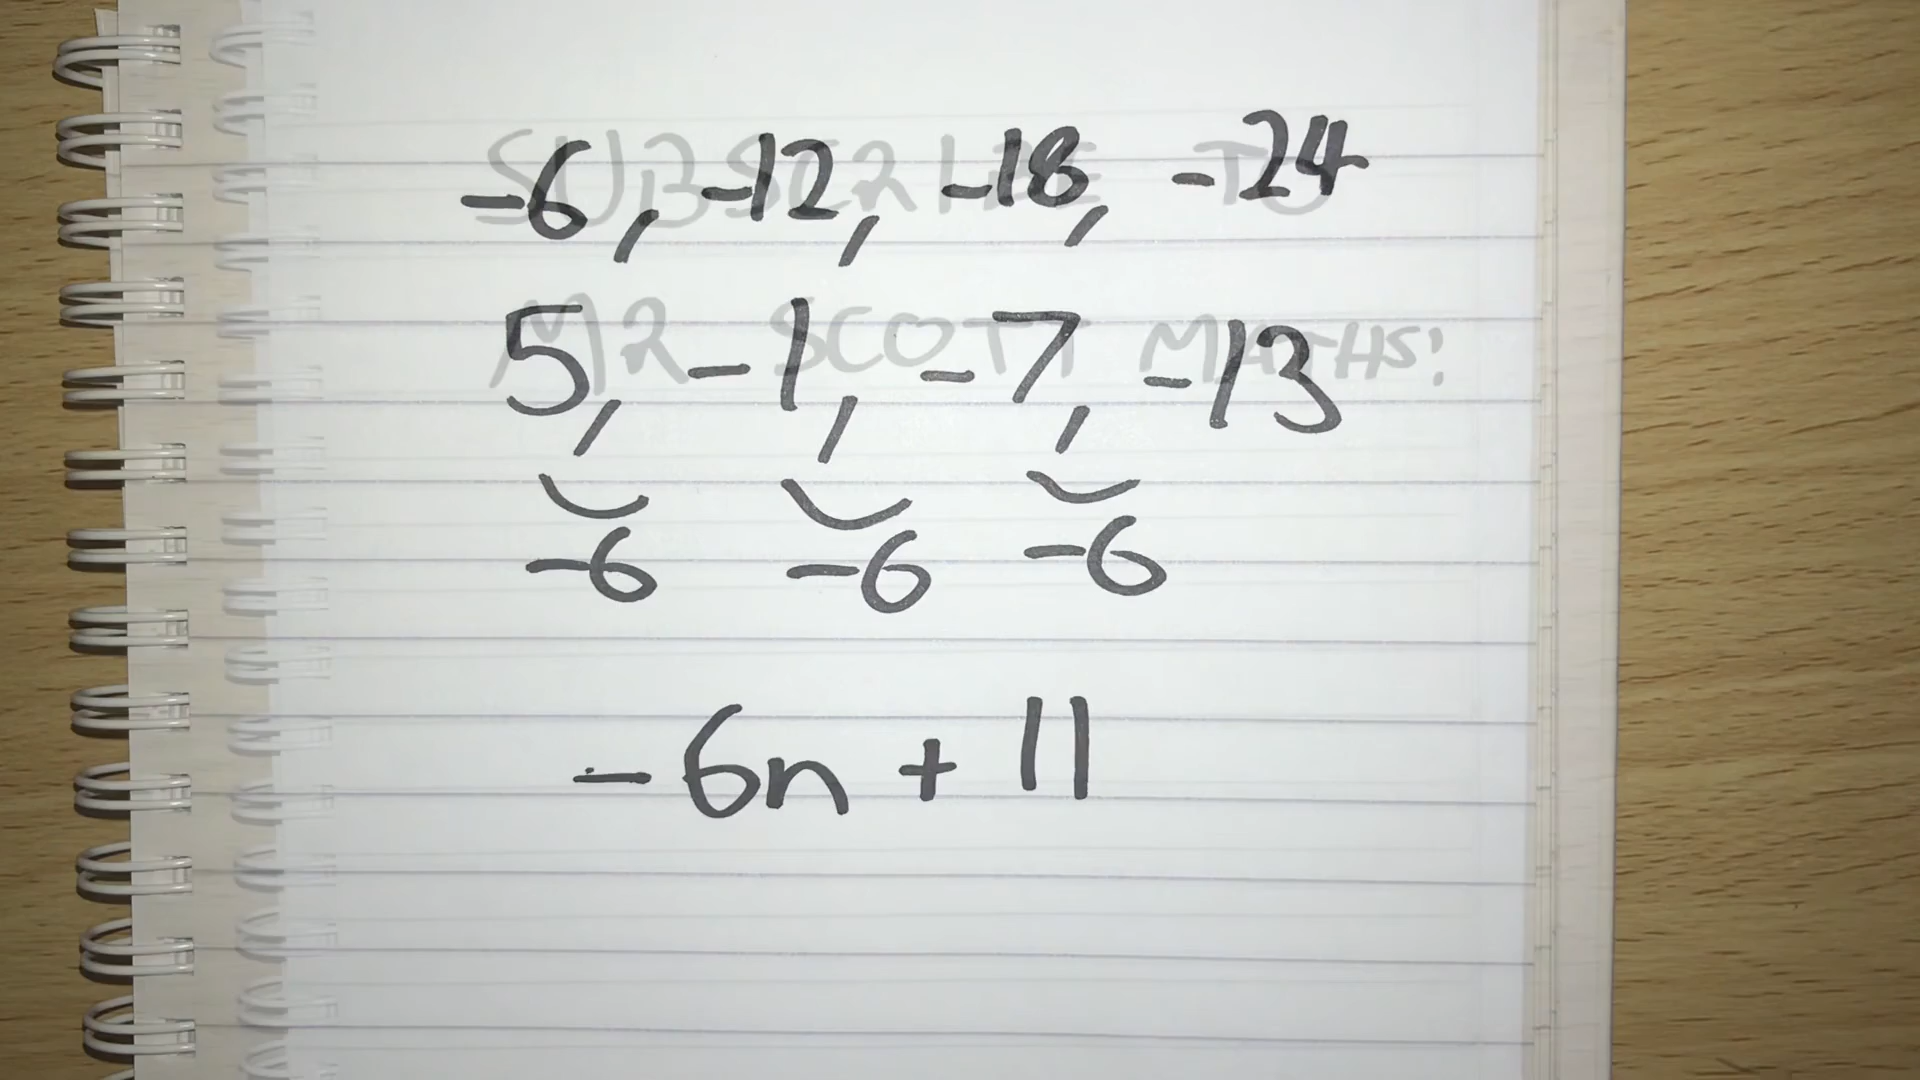 -6, -12, -18, -24
SUBSCRIBE TO
5, -1, -7, -13
MR SCOTT MATHS!
-6 -6 -6
-6n + 11